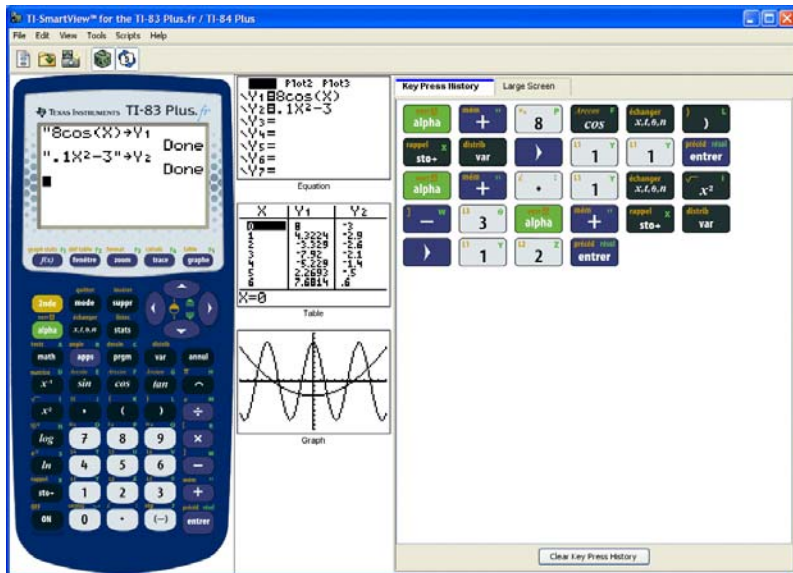 TI-SmartView™ for the TI-83 Plus.fr / TI-84 Plus
File Edit View Tools Scripts Help
TEXAS INSTRUMENTS TI-83 Plus.fr
"8cos(X)→Y₁
Done
".1X²-3"→Y₂
Done
f(x) fenêtre zoom trace graphe
2nde mode suppr
alpha x,t,θ,n stats
math apps prgm var annul
x⁻¹ sin cos tan ^
x² , ( ) ÷
log 7 8 9 ×
ln 4 5 6 −
sto→ 1 2 3 +
ON 0 . (−) entrer
Plot2 Plot3
\Y₁=8cos(X)
\Y₂=.1X²-3
\Y₃=
\Y₄=
\Y₅=
\Y₆=
\Y₇=
Equation
X Y₁ Y₂
0 8 -3
1 4.3224 -2.9
2 -3.329 -2.6
3 -7.92 -2.1
4 -5.229 -1.4
5 2.2693 -.5
6 7.6814 .6
X=0
Table
Graph
Key Press History Large Screen
alpha + 8 cos x,t,θ,n )
sto→ var 1 1 entrer
alpha + . 1 x,t,θ,n x²
− 3 alpha + sto→ var
1 2 entrer
Clear Key Press History